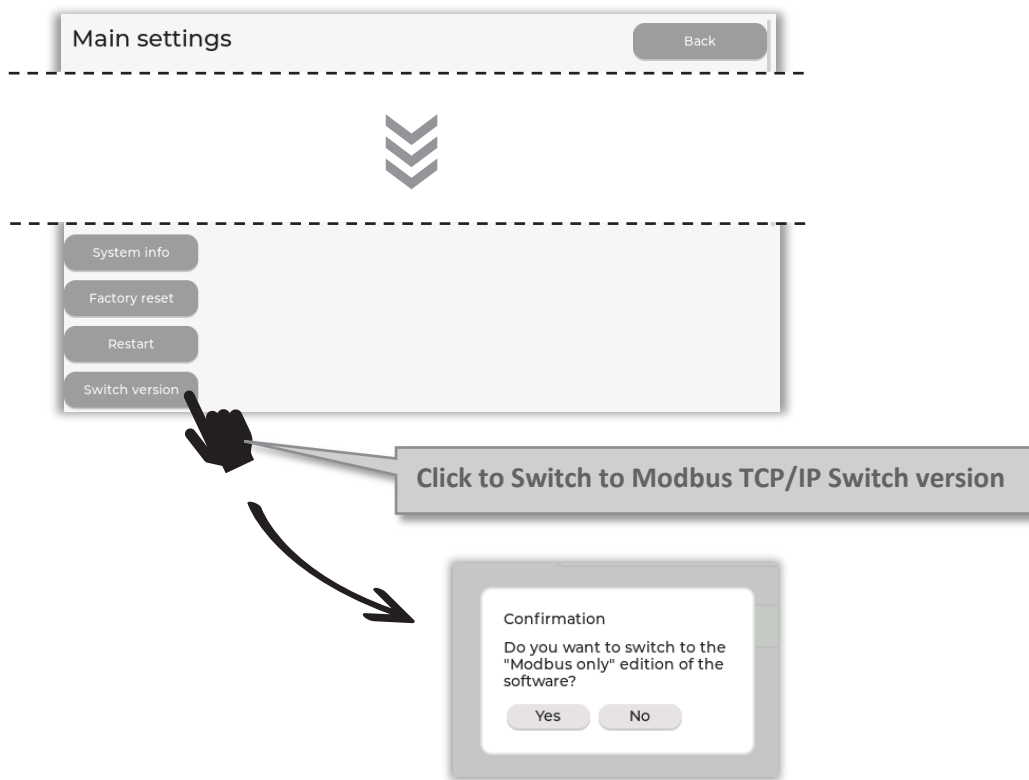 Main settings
Back
System info
Factory reset
Restart
Switch version
Click to Switch to Modbus TCP/IP Switch version
Confirmation
Do you want to switch to the
"Modbus only" edition of the
software?
Yes
No